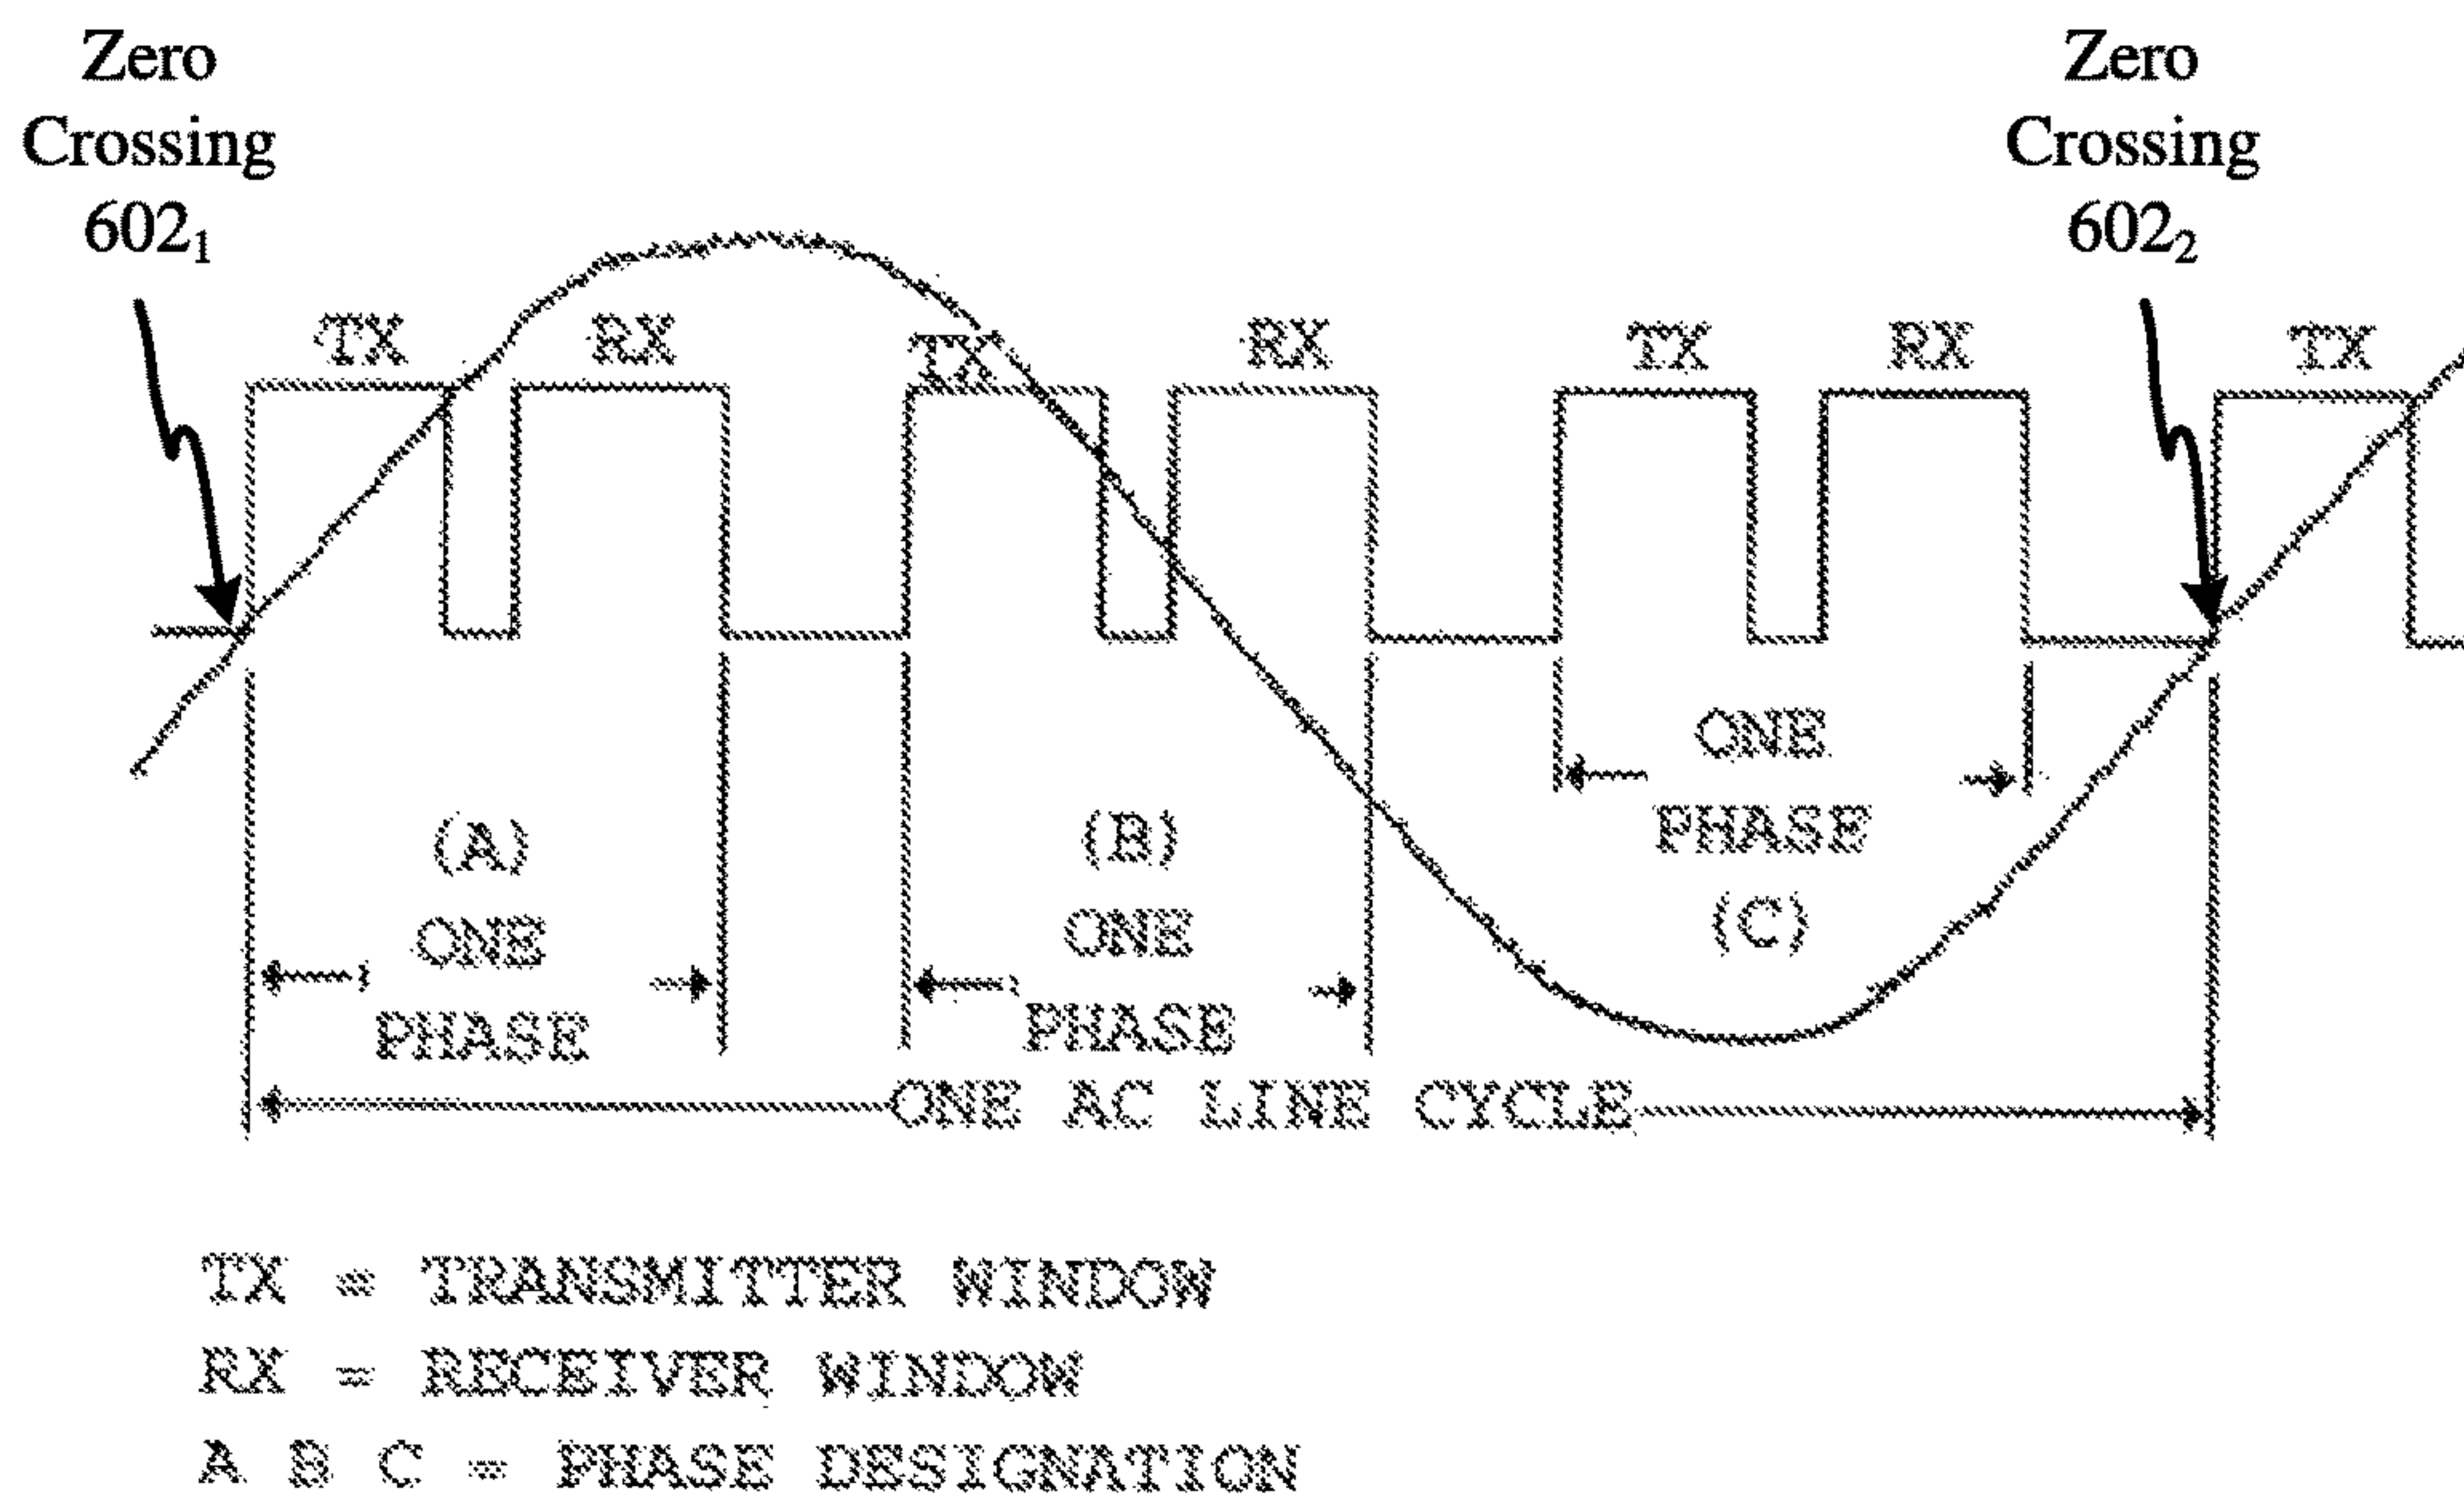 Zero
Crossing
602₁
Zero
Crossing
602₂
TX
RX
TX
RX
TX
RX
TX
(A)
ONE
PHASE
(B)
ONE
PHASE
ONE
PHASE
(C)
ONE AC LINE CYCLE
TX = TRANSMITTER WINDOW
RX = RECEIVER WINDOW
A B C = PHASE DESIGNATION